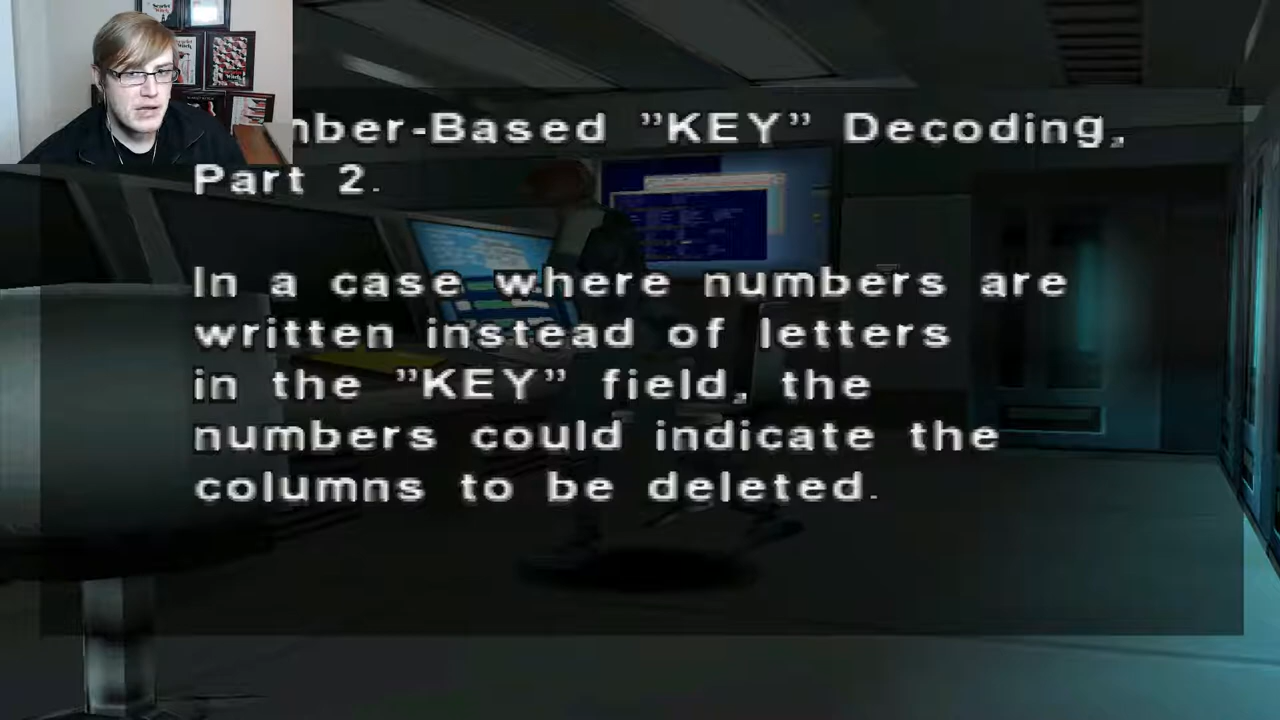 nber-Based ”KEY” Decoding,
Part 2.
In a case where numbers are
written instead of letters
in the ”KEY” field, the
numbers could indicate the
columns to be deleted.